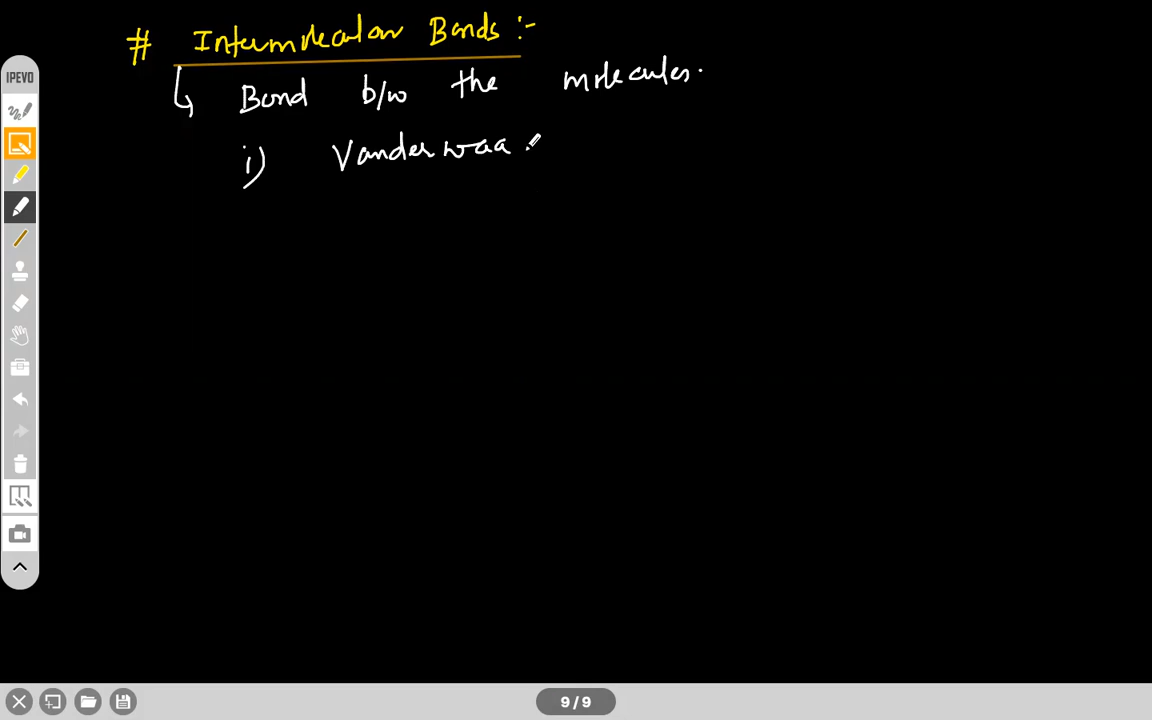 IPEVO
# Intermolecular Bonds :-
Bond b/w the molecules.
i) Vanderwaa
9 / 9